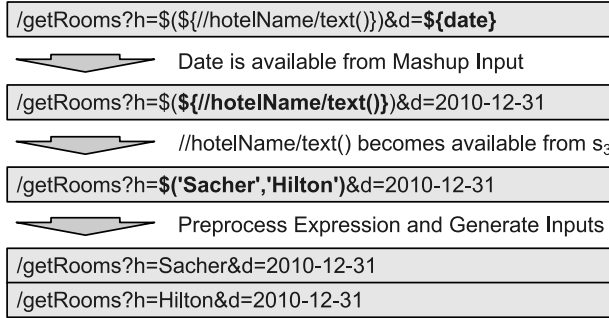 /getRooms?h=$(${//hotelName/text()})&d=${date}
Date is available from Mashup Input
/getRooms?h=$(${//hotelName/text()})&d=2010-12-31
//hotelName/text() becomes available from s3
/getRooms?h=$('Sacher','Hilton')&d=2010-12-31
Preprocess Expression and Generate Inputs
/getRooms?h=Sacher&d=2010-12-31
/getRooms?h=Hilton&d=2010-12-31